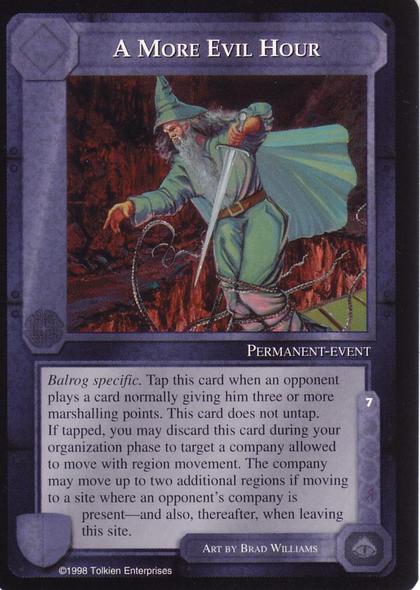 A More Evil Hour
Permanent-event
Balrog specific. Tap this card when an opponent
plays a card normally giving him three or more
marshalling points. This card does not untap.
If tapped, you may discard this card during your
organization phase to target a company allowed
to move with region movement. The company
may move up to two additional regions if moving
to a site where an opponent's company is
present—and also, thereafter, when leaving
this site.
7
Art by Brad Williams
©1998 Tolkien Enterprises